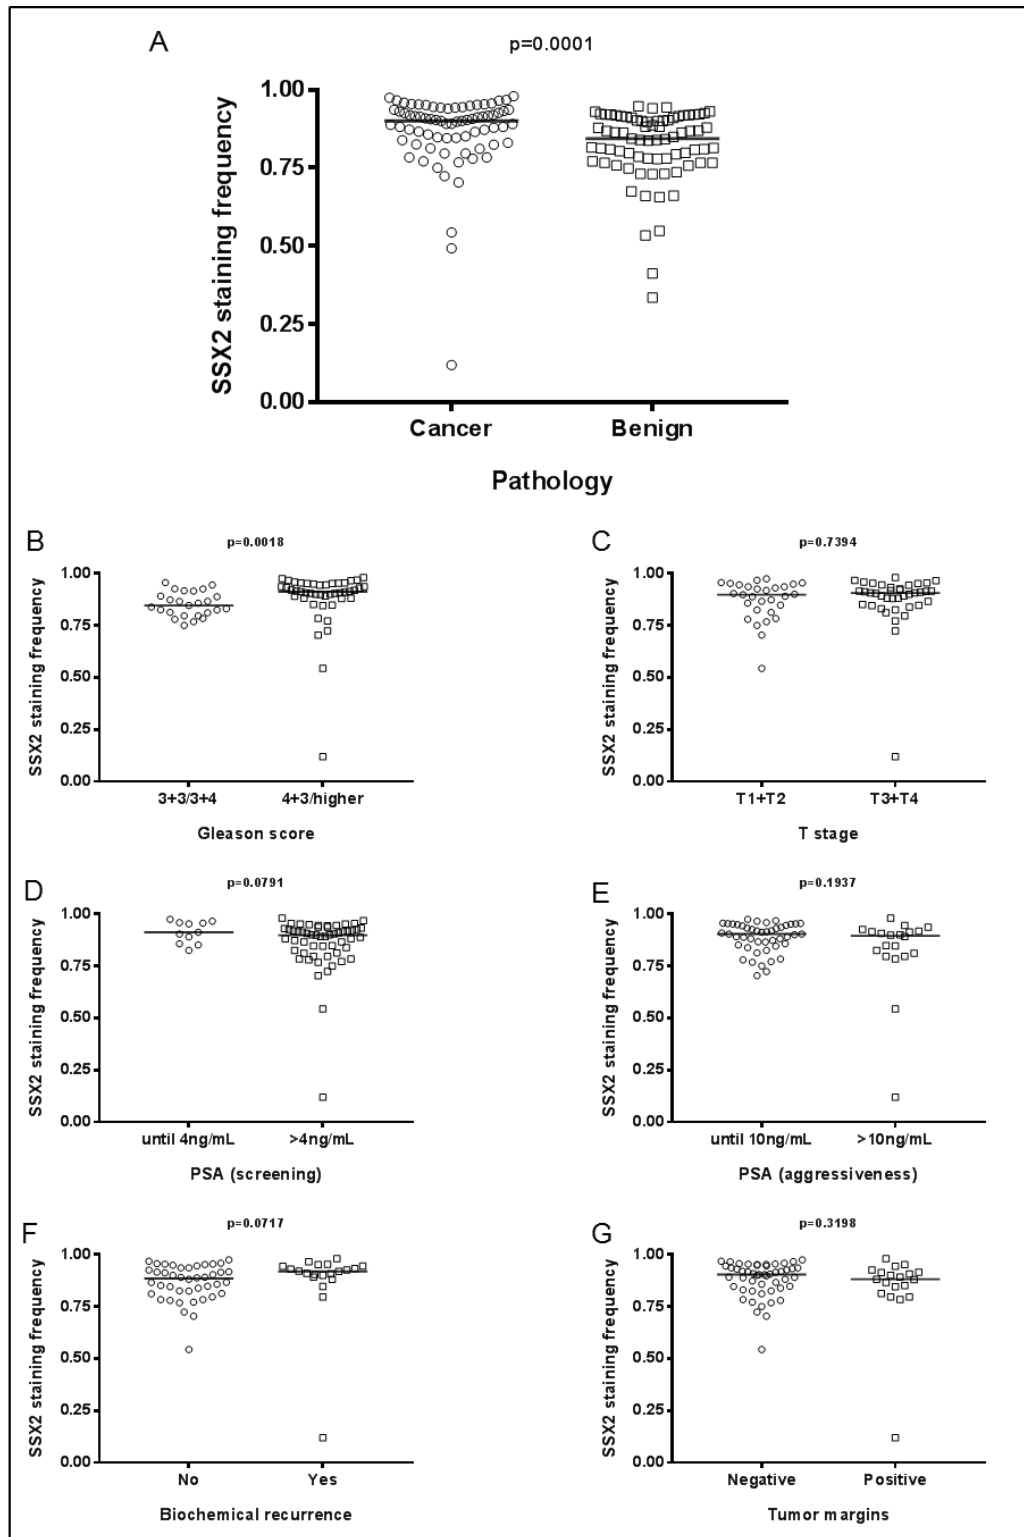 A
p=0.0001
SSX2 staining frequency
1.00
0.75
0.50
0.25
0.00
Cancer Benign
Pathology
B
p=0.0018
SSX2 staining frequency
1.00
0.75
0.50
0.25
0.00
3+3/3+4 4+3/higher
Gleason score
C
p=0.7394
SSX2 staining frequency
1.00
0.75
0.50
0.25
0.00
T1+T2 T3+T4
T stage
D
p=0.0791
SSX2 staining frequency
1.00
0.75
0.50
0.25
0.00
until 4ng/mL >4ng/mL
PSA (screening)
E
p=0.1937
SSX2 staining frequency
1.00
0.75
0.50
0.25
0.00
until 10ng/mL >10ng/mL
PSA (aggressiveness)
F
p=0.0717
SSX2 staining frequency
1.00
0.75
0.50
0.25
0.00
No Yes
Biochemical recurrence
G
p=0.3198
SSX2 staining frequency
1.00
0.75
0.50
0.25
0.00
Negative Positive
Tumor margins